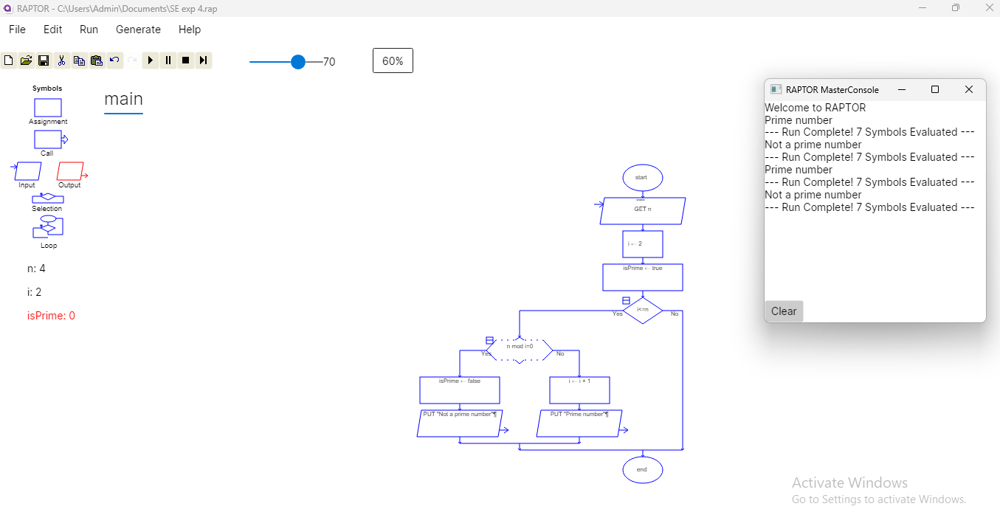 RAPTOR - C:\Users\Admin\Documents\SE exp 4.rap
File Edit Run Generate Help
70
60%
Symbols
Assignment
Call
Input Output
Selection
Loop
n: 4
i: 2
isPrime: 0
main
start
GET n
i ← 2
isPrime ← true
i<=n
Yes
No
n mod i=0
Yes
No
isPrime ← false
i ← i + 1
PUT "Not a prime number"¶
PUT "Prime number"¶
end
RAPTOR MasterConsole
Welcome to RAPTOR
Prime number
--- Run Complete! 7 Symbols Evaluated ---
Not a prime number
--- Run Complete! 7 Symbols Evaluated ---
Prime number
--- Run Complete! 7 Symbols Evaluated ---
Not a prime number
--- Run Complete! 7 Symbols Evaluated ---
Clear
Activate Windows
Go to Settings to activate Windows.